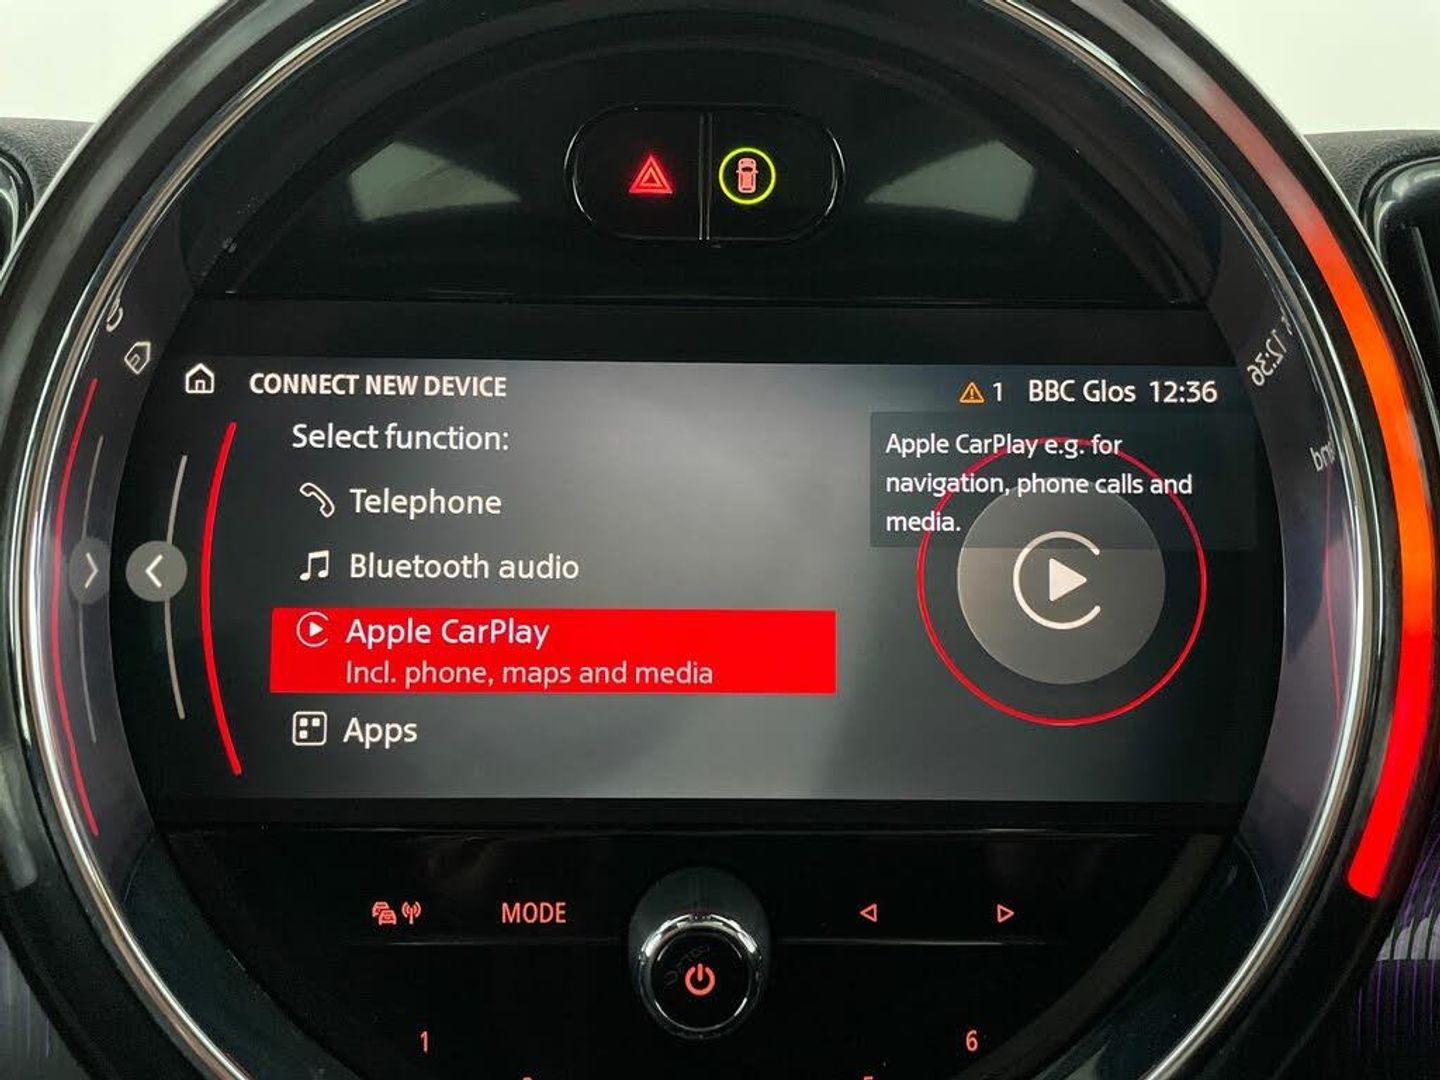 CONNECT NEW DEVICE
1 BBC Glos 12:36
Select function:
Telephone
Bluetooth audio
Apple CarPlay
Incl. phone, maps and media
Apps
Apple CarPlay e.g. for
navigation, phone calls and
media.
MODE
1
6